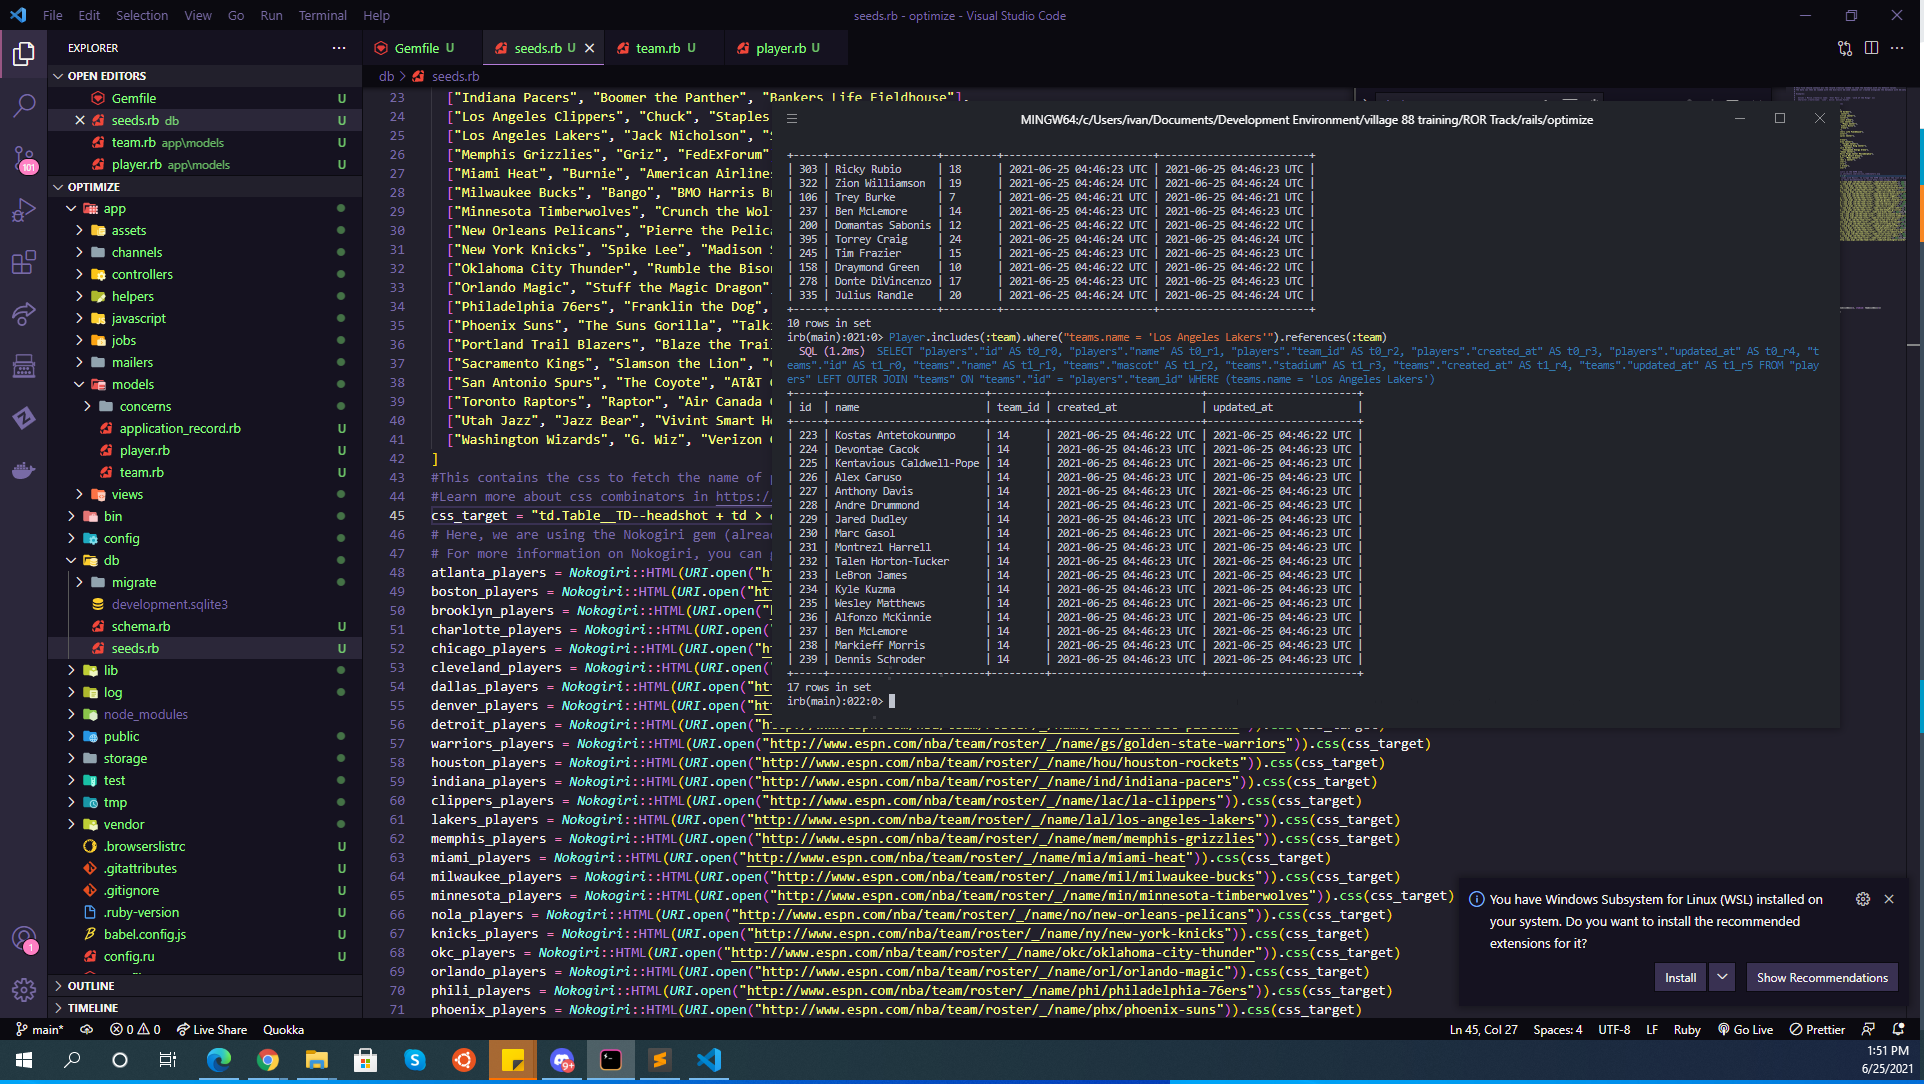 File Edit Selection View Go Run Terminal Help
seeds.rb - optimize - Visual Studio Code
EXPLORER
OPEN EDITORS
Gemfile U
seeds.rb db U
team.rb app\models U
player.rb app\models U
OPTIMIZE
app
assets
channels
controllers
helpers
javascript
jobs
mailers
models
concerns
application_record.rb U
player.rb U
team.rb U
views
bin
config
db
migrate
development.sqlite3
schema.rb U
seeds.rb U
lib
log
node_modules
public
storage
test
tmp
vendor
.browserslistrc U
.gitattributes U
.gitignore U
.ruby-version U
babel.config.js U
config.ru U
OUTLINE
TIMELINE
101
1
Gemfile U seeds.rb U team.rb U player.rb U
db > seeds.rb
23 ["Indiana Pacers", "Boomer the Panther", "Bankers Life Fieldhouse"],
24 ["Los Angeles Clippers", "Chuck", "Staples
25 ["Los Angeles Lakers", "Jack Nicholson", "S
26 ["Memphis Grizzlies", "Griz", "FedExForum"
27 ["Miami Heat", "Burnie", "American Airlines
28 ["Milwaukee Bucks", "Bango", "BMO Harris Br
29 ["Minnesota Timberwolves", "Crunch the Wol
30 ["New Orleans Pelicans", "Pierre the Pelica
31 ["New York Knicks", "Spike Lee", "Madison S
32 ["Oklahoma City Thunder", "Rumble the Bison
33 ["Orlando Magic", "Stuff the Magic Dragon"
34 ["Philadelphia 76ers", "Franklin the Dog",
35 ["Phoenix Suns", "The Suns Gorilla", "Talki
36 ["Portland Trail Blazers", "Blaze the Trail
37 ["Sacramento Kings", "Slamson the Lion", "G
38 ["San Antonio Spurs", "The Coyote", "AT&T C
39 ["Toronto Raptors", "Raptor", "Air Canada C
40 ["Utah Jazz", "Jazz Bear", "Vivint Smart Ho
41 ["Washington Wizards", "G. Wiz", "Verizon C
42 ]
43 #This contains the css to fetch the name of p
44 #Learn more about css combinators in https://
45 css_target = "td.Table__TD--headshot + td >
46 # Here, we are using the Nokogiri gem (alrea
47 # For more information on Nokogiri, you can g
48 atlanta_players = Nokogiri::HTML(URI.open("ht
49 boston_players = Nokogiri::HTML(URI.open("htt
50 brooklyn_players = Nokogiri::HTML(URI.open("h
51 charlotte_players = Nokogiri::HTML(URI.open("
52 chicago_players = Nokogiri::HTML(URI.open("ht
53 cleveland_players = Nokogiri::HTML(URI.open("
54 dallas_players = Nokogiri::HTML(URI.open("htt
55 denver_players = Nokogiri::HTML(URI.open("htt
56 detroit_players = Nokogiri::HTML(URI.open("ht
57 warriors_players = Nokogiri::HTML(URI.open("http://www.espn.com/nba/team/roster/_/name/gs/golden-state-warriors")).css(css_target)
58 houston_players = Nokogiri::HTML(URI.open("http://www.espn.com/nba/team/roster/_/name/hou/houston-rockets")).css(css_target)
59 indiana_players = Nokogiri::HTML(URI.open("http://www.espn.com/nba/team/roster/_/name/ind/indiana-pacers")).css(css_target)
60 clippers_players = Nokogiri::HTML(URI.open("http://www.espn.com/nba/team/roster/_/name/lac/la-clippers")).css(css_target)
61 lakers_players = Nokogiri::HTML(URI.open("http://www.espn.com/nba/team/roster/_/name/lal/los-angeles-lakers")).css(css_target)
62 memphis_players = Nokogiri::HTML(URI.open("http://www.espn.com/nba/team/roster/_/name/mem/memphis-grizzlies")).css(css_target)
63 miami_players = Nokogiri::HTML(URI.open("http://www.espn.com/nba/team/roster/_/name/mia/miami-heat")).css(css_target)
64 milwaukee_players = Nokogiri::HTML(URI.open("http://www.espn.com/nba/team/roster/_/name/mil/milwaukee-bucks")).css(css_target)
65 minnesota_players = Nokogiri::HTML(URI.open("http://www.espn.com/nba/team/roster/_/name/min/minnesota-timberwolves")).css(css_target)
66 nola_players = Nokogiri::HTML(URI.open("http://www.espn.com/nba/team/roster/_/name/no/new-orleans-pelicans")).css(css_target)
67 knicks_players = Nokogiri::HTML(URI.open("http://www.espn.com/nba/team/roster/_/name/ny/new-york-knicks")).css(css_target)
68 okc_players = Nokogiri::HTML(URI.open("http://www.espn.com/nba/team/roster/_/name/okc/oklahoma-city-thunder")).css(css_target)
69 orlando_players = Nokogiri::HTML(URI.open("http://www.espn.com/nba/team/roster/_/name/orl/orlando-magic")).css(css_target)
70 phili_players = Nokogiri::HTML(URI.open("http://www.espn.com/nba/team/roster/_/name/phi/philadelphia-76ers")).css(css_target)
71 phoenix_players = Nokogiri::HTML(URI.open("http://www.espn.com/nba/team/roster/_/name/phx/phoenix-suns")).css(css_target)
MINGW64:/c/Users/ivan/Documents/Development Environment/village 88 training/ROR Track/rails/optimize
| 303 | Ricky Rubio | 18 | 2021-06-25 04:46:23 UTC | 2021-06-25 04:46:23 UTC |
| 322 | Zion Williamson | 19 | 2021-06-25 04:46:24 UTC | 2021-06-25 04:46:24 UTC |
| 106 | Trey Burke | 7 | 2021-06-25 04:46:21 UTC | 2021-06-25 04:46:21 UTC |
| 237 | Ben McLemore | 14 | 2021-06-25 04:46:23 UTC | 2021-06-25 04:46:23 UTC |
| 200 | Domantas Sabonis | 12 | 2021-06-25 04:46:22 UTC | 2021-06-25 04:46:22 UTC |
| 395 | Torrey Craig | 24 | 2021-06-25 04:46:24 UTC | 2021-06-25 04:46:24 UTC |
| 245 | Tim Frazier | 15 | 2021-06-25 04:46:23 UTC | 2021-06-25 04:46:23 UTC |
| 158 | Draymond Green | 10 | 2021-06-25 04:46:22 UTC | 2021-06-25 04:46:22 UTC |
| 278 | Donte DiVincenzo | 17 | 2021-06-25 04:46:23 UTC | 2021-06-25 04:46:23 UTC |
| 335 | Julius Randle | 20 | 2021-06-25 04:46:24 UTC | 2021-06-25 04:46:24 UTC |
10 rows in set
irb(main):021:0> Player.includes(:team).where("teams.name = 'Los Angeles Lakers'").references(:team)
SQL (1.2ms) SELECT "players"."id" AS t0_r0, "players"."name" AS t0_r1, "players"."team_id" AS t0_r2, "players"."created_at" AS t0_r3, "players"."updated_at" AS t0_r4, "t
eams"."id" AS t1_r0, "teams"."name" AS t1_r1, "teams"."mascot" AS t1_r2, "teams"."stadium" AS t1_r3, "teams"."created_at" AS t1_r4, "teams"."updated_at" AS t1_r5 FROM "play
ers" LEFT OUTER JOIN "teams" ON "teams"."id" = "players"."team_id" WHERE (teams.name = 'Los Angeles Lakers')
| id | name | team_id | created_at | updated_at |
| 223 | Kostas Antetokounmpo | 14 | 2021-06-25 04:46:22 UTC | 2021-06-25 04:46:22 UTC |
| 224 | Devontae Cacok | 14 | 2021-06-25 04:46:23 UTC | 2021-06-25 04:46:23 UTC |
| 225 | Kentavious Caldwell-Pope | 14 | 2021-06-25 04:46:23 UTC | 2021-06-25 04:46:23 UTC |
| 226 | Alex Caruso | 14 | 2021-06-25 04:46:23 UTC | 2021-06-25 04:46:23 UTC |
| 227 | Anthony Davis | 14 | 2021-06-25 04:46:23 UTC | 2021-06-25 04:46:23 UTC |
| 228 | Andre Drummond | 14 | 2021-06-25 04:46:23 UTC | 2021-06-25 04:46:23 UTC |
| 229 | Jared Dudley | 14 | 2021-06-25 04:46:23 UTC | 2021-06-25 04:46:23 UTC |
| 230 | Marc Gasol | 14 | 2021-06-25 04:46:23 UTC | 2021-06-25 04:46:23 UTC |
| 231 | Montrezl Harrell | 14 | 2021-06-25 04:46:23 UTC | 2021-06-25 04:46:23 UTC |
| 232 | Talen Horton-Tucker | 14 | 2021-06-25 04:46:23 UTC | 2021-06-25 04:46:23 UTC |
| 233 | LeBron James | 14 | 2021-06-25 04:46:23 UTC | 2021-06-25 04:46:23 UTC |
| 234 | Kyle Kuzma | 14 | 2021-06-25 04:46:23 UTC | 2021-06-25 04:46:23 UTC |
| 235 | Wesley Matthews | 14 | 2021-06-25 04:46:23 UTC | 2021-06-25 04:46:23 UTC |
| 236 | Alfonzo McKinnie | 14 | 2021-06-25 04:46:23 UTC | 2021-06-25 04:46:23 UTC |
| 237 | Ben McLemore | 14 | 2021-06-25 04:46:23 UTC | 2021-06-25 04:46:23 UTC |
| 238 | Markieff Morris | 14 | 2021-06-25 04:46:23 UTC | 2021-06-25 04:46:23 UTC |
| 239 | Dennis Schroder | 14 | 2021-06-25 04:46:23 UTC | 2021-06-25 04:46:23 UTC |
17 rows in set
irb(main):022:0>
You have Windows Subsystem for Linux (WSL) installed on
your system. Do you want to install the recommended
extensions for it?
Install Show Recommendations
main* 0 0 Live Share Quokka
Ln 45, Col 27 Spaces: 4 UTF-8 LF Ruby Go Live Prettier
9+
1:51 PM
6/25/2021